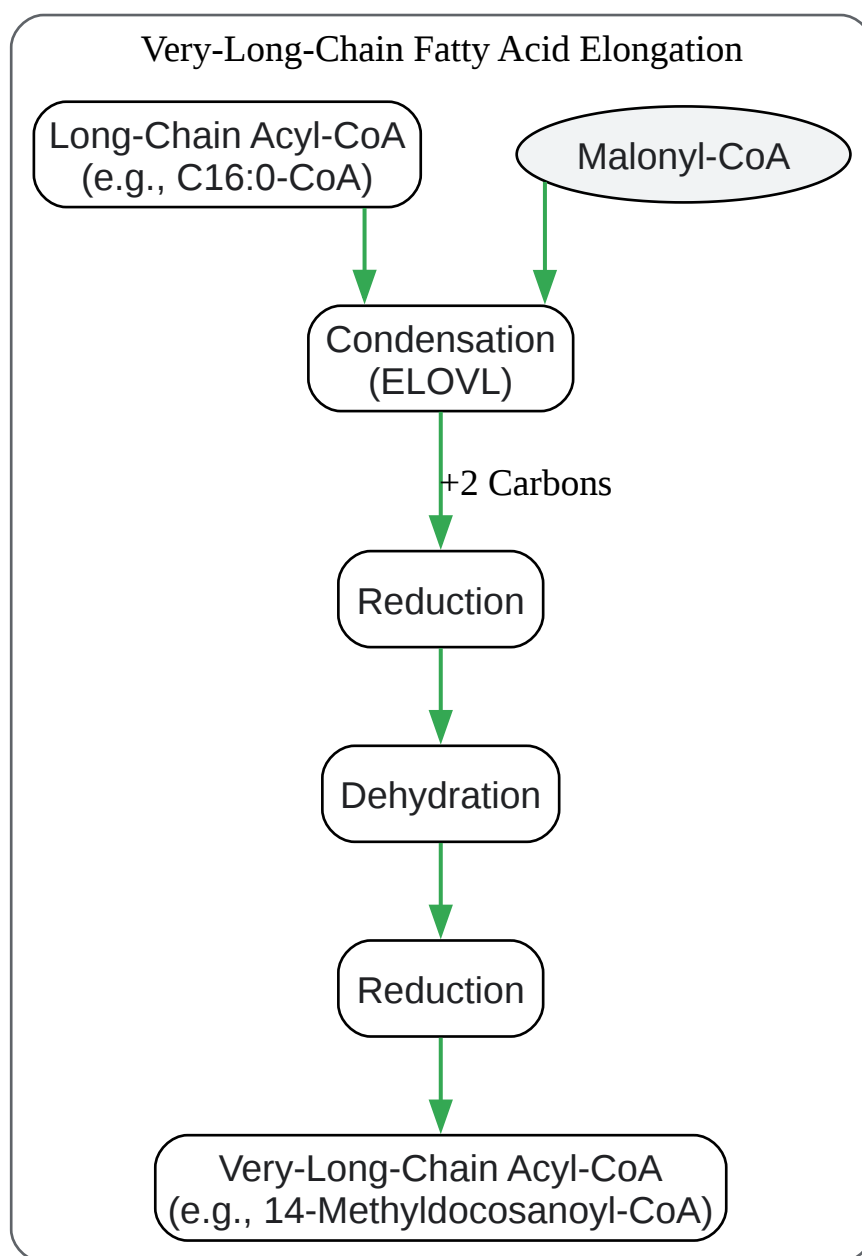 Very-Long-Chain Fatty Acid Elongation
Long-Chain Acyl-CoA
(e.g., C16:0-CoA)
Malonyl-CoA
Condensation
(ELOVL)
+2 Carbons
Reduction
Dehydration
Reduction
Very-Long-Chain Acyl-CoA
(e.g., 14-Methyldocosanoyl-CoA)